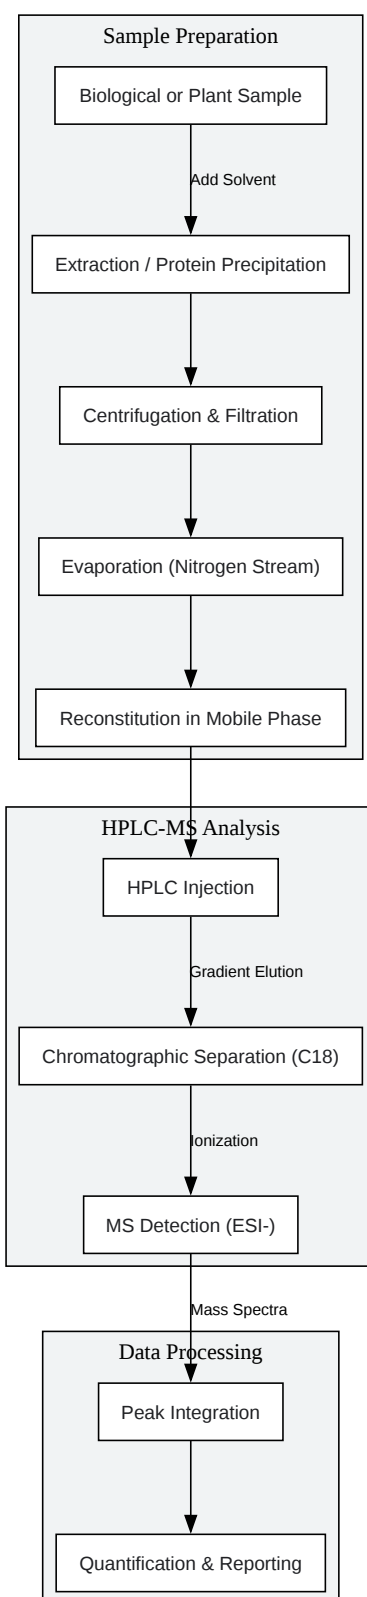 Sample Preparation
Biological or Plant Sample
Add Solvent
Extraction / Protein Precipitation
Centrifugation & Filtration
Evaporation (Nitrogen Stream)
Reconstitution in Mobile Phase
HPLC-MS Analysis
HPLC Injection
Gradient Elution
Chromatographic Separation (C18)
Ionization
MS Detection (ESI-)
Mass Spectra
Data Processing
Peak Integration
Quantification & Reporting